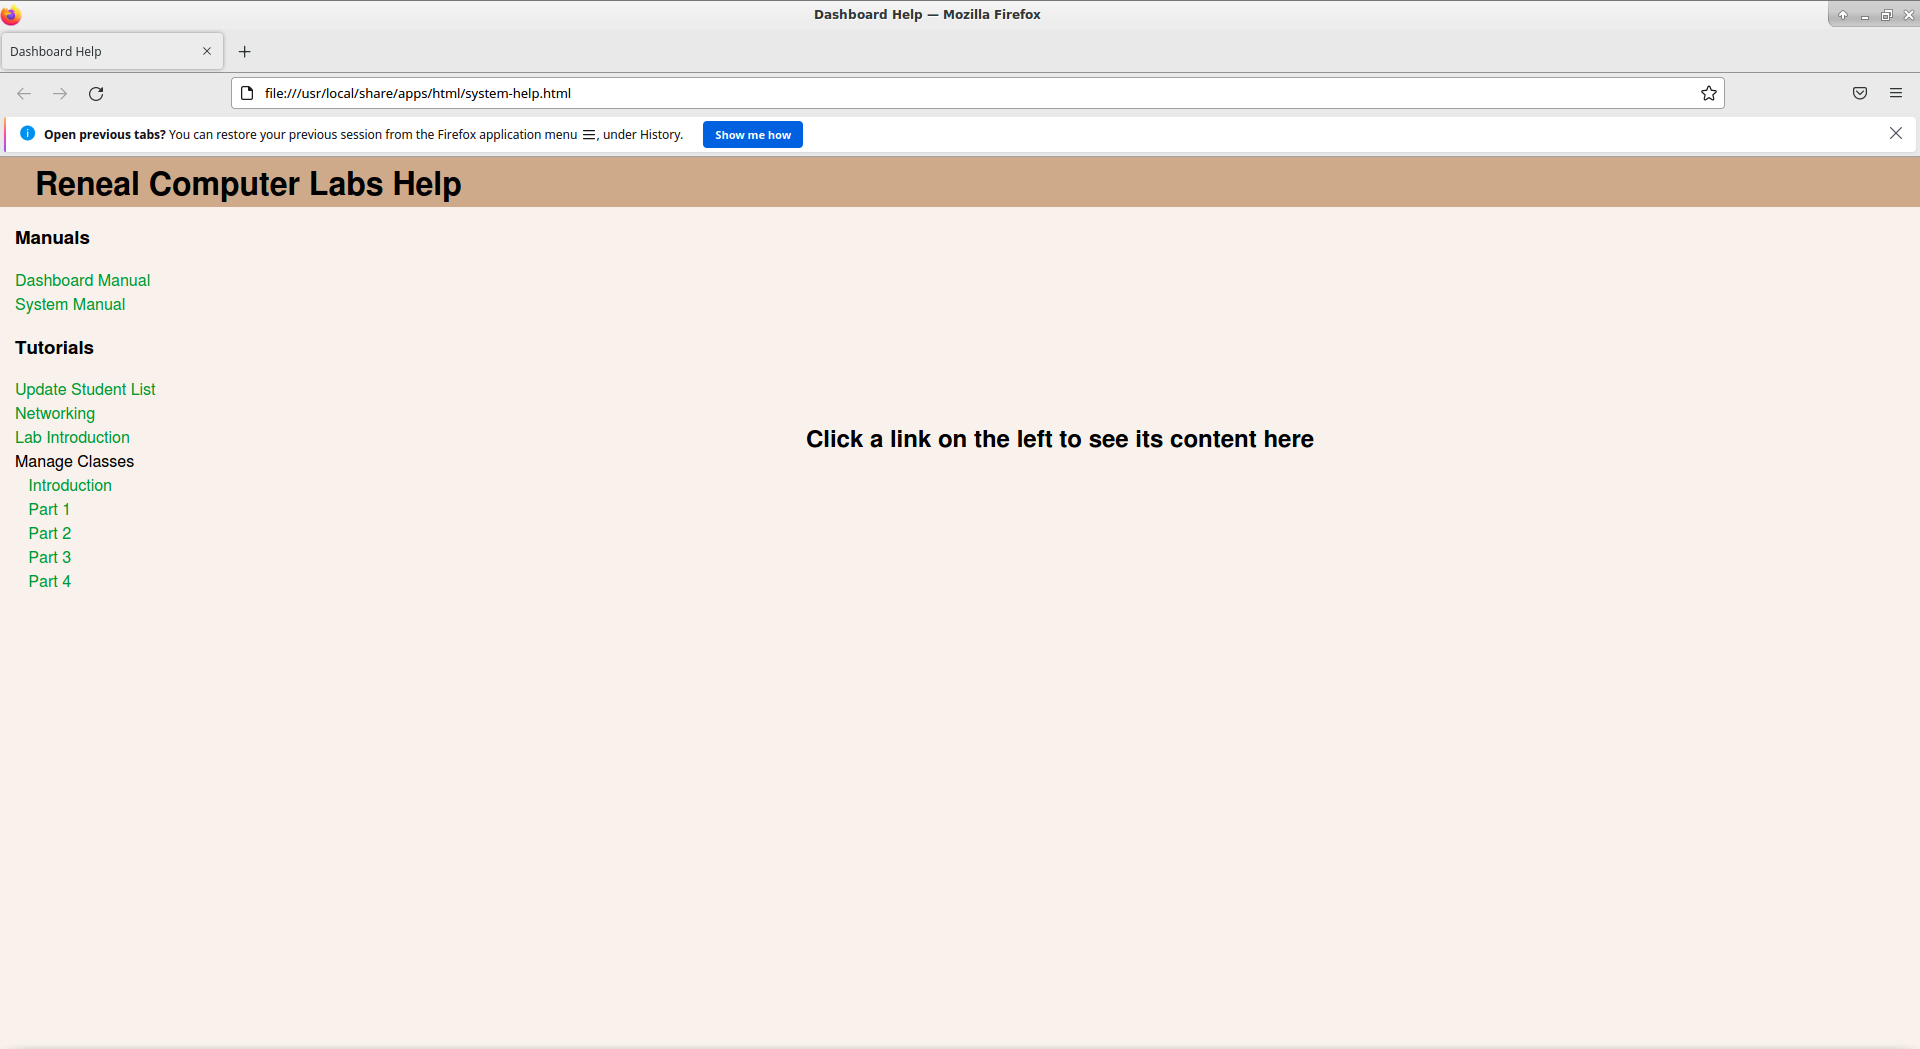 Dashboard Help — Mozilla Firefox
Dashboard Help
file:///usr/local/share/apps/html/system-help.html
Open previous tabs? You can restore your previous session from the Firefox application menu ☰, under History. Show me how
Reneal Computer Labs Help
Manuals
Dashboard Manual
System Manual
Tutorials
Update Student List
Networking
Lab Introduction
Manage Classes
Introduction
Part 1
Part 2
Part 3
Part 4
Click a link on the left to see its content here